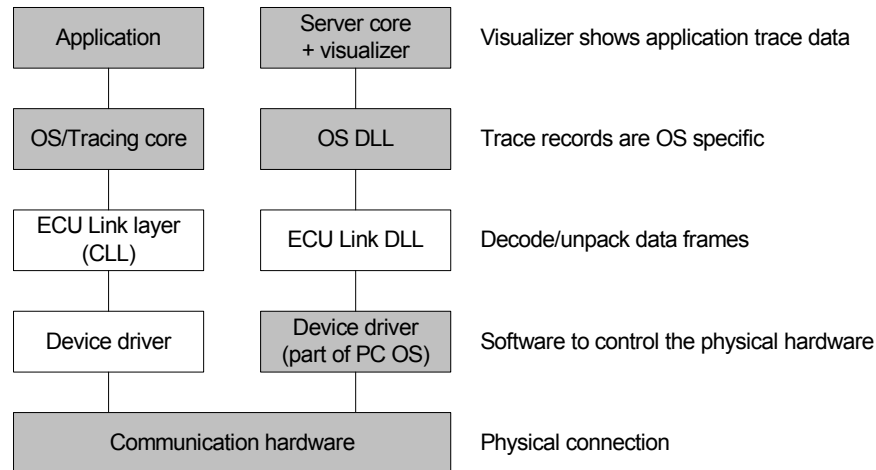 Application
Server core
+ visualizer
Visualizer shows application trace data
OS/Tracing core
OS DLL
Trace records are OS specific
ECU Link layer
(CLL)
ECU Link DLL
Decode/unpack data frames
Device driver
Device driver
(part of PC OS)
Software to control the physical hardware
Communication hardware
Physical connection